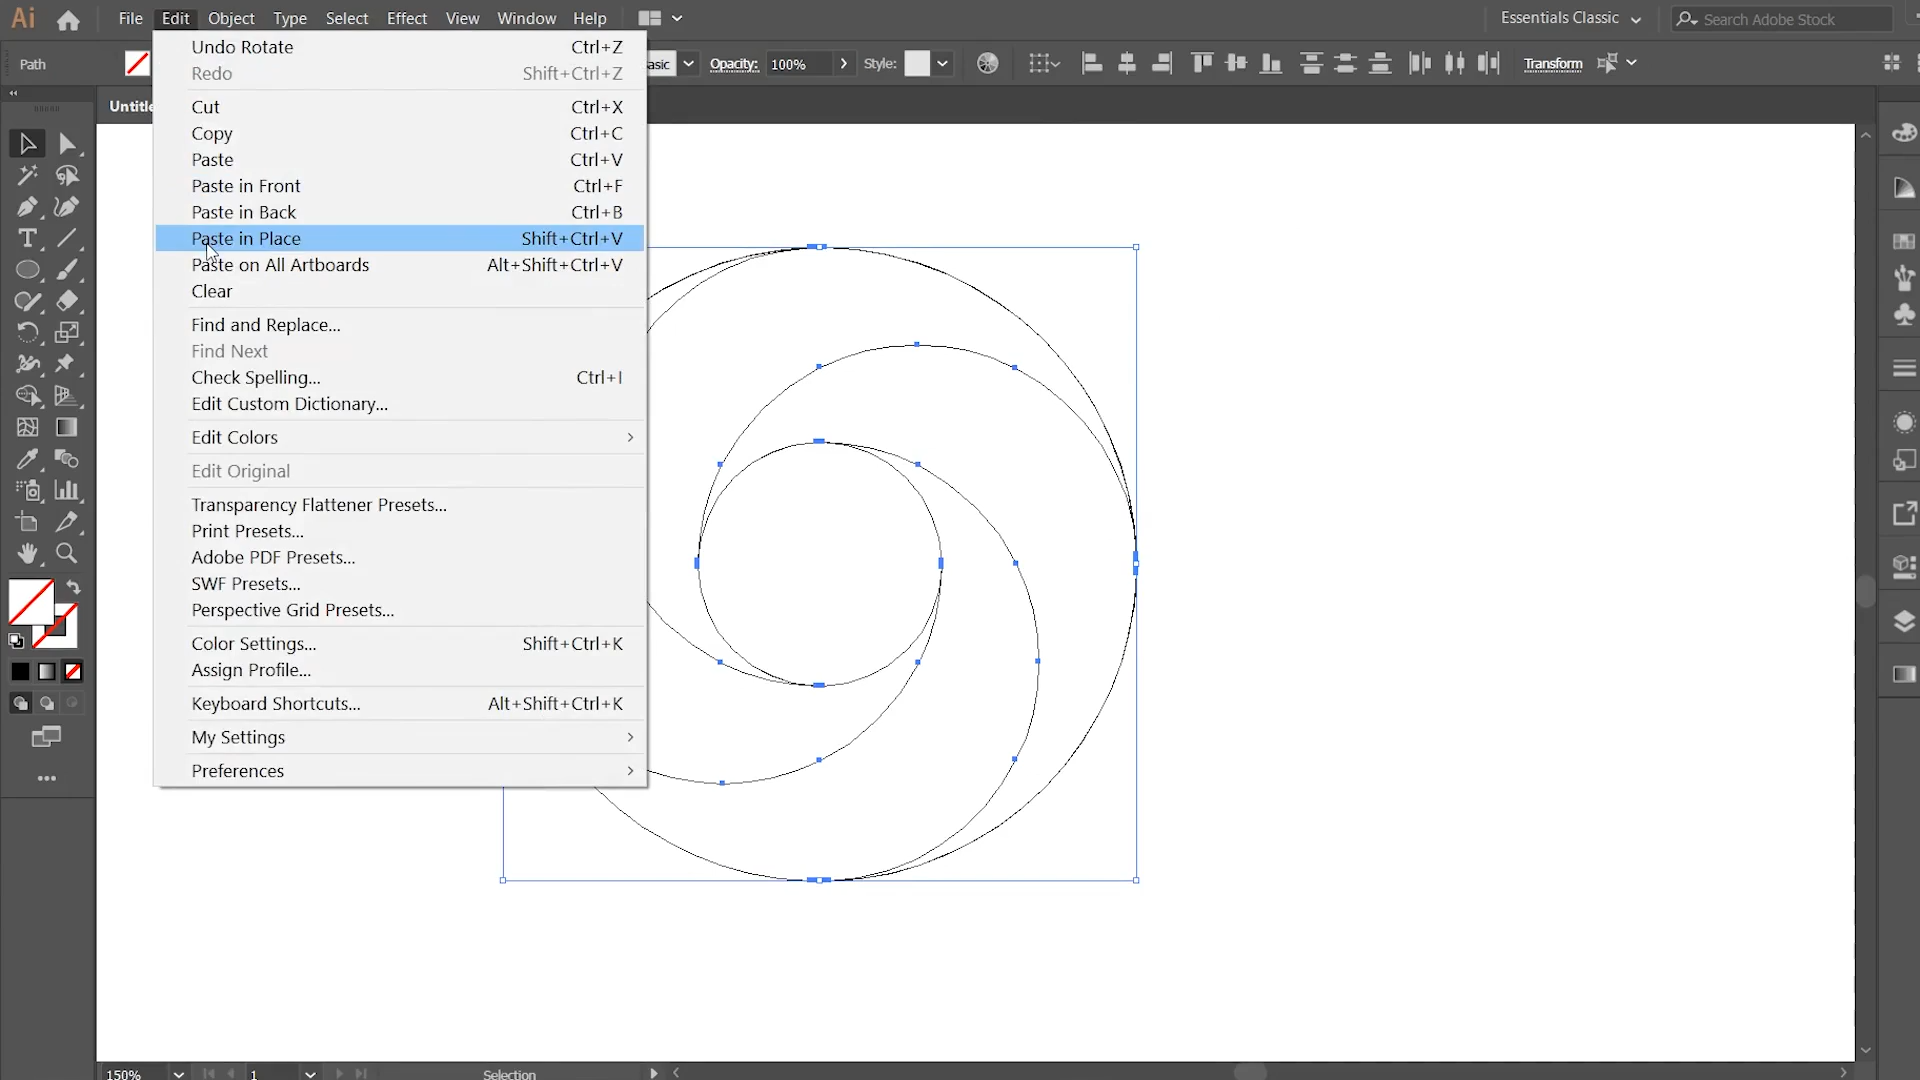 Ai File Edit Object Type Select Effect View Window Help Essentials Classic Search Adobe Stock
Path asic Opacity: 100% Style: Transform
Untitle
Undo Rotate Ctrl+Z
Redo Shift+Ctrl+Z
Cut Ctrl+X
Copy Ctrl+C
Paste Ctrl+V
Paste in Front Ctrl+F
Paste in Back Ctrl+B
Paste in Place Shift+Ctrl+V
Paste on All Artboards Alt+Shift+Ctrl+V
Clear
Find and Replace...
Find Next
Check Spelling... Ctrl+I
Edit Custom Dictionary...
Edit Colors
Edit Original
Transparency Flattener Presets...
Print Presets...
Adobe PDF Presets...
SWF Presets...
Perspective Grid Presets...
Color Settings... Shift+Ctrl+K
Assign Profile...
Keyboard Shortcuts... Alt+Shift+Ctrl+K
My Settings
Preferences
150% 1 Selection